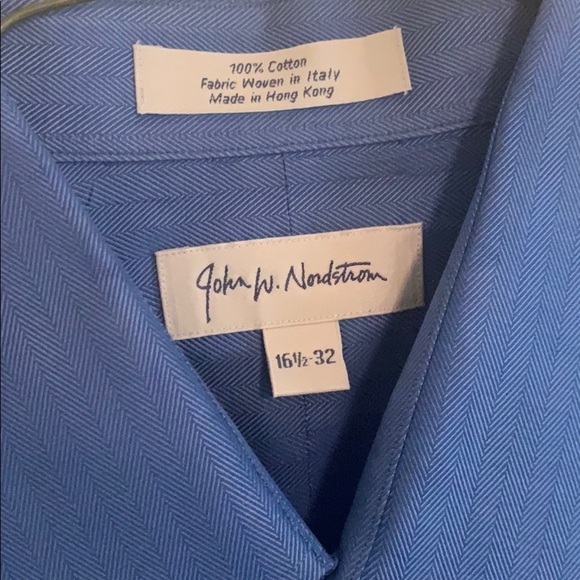 100% Cotton
Fabric Woven in Italy
Made in Hong Kong
John W. Nordstrom
16½-32